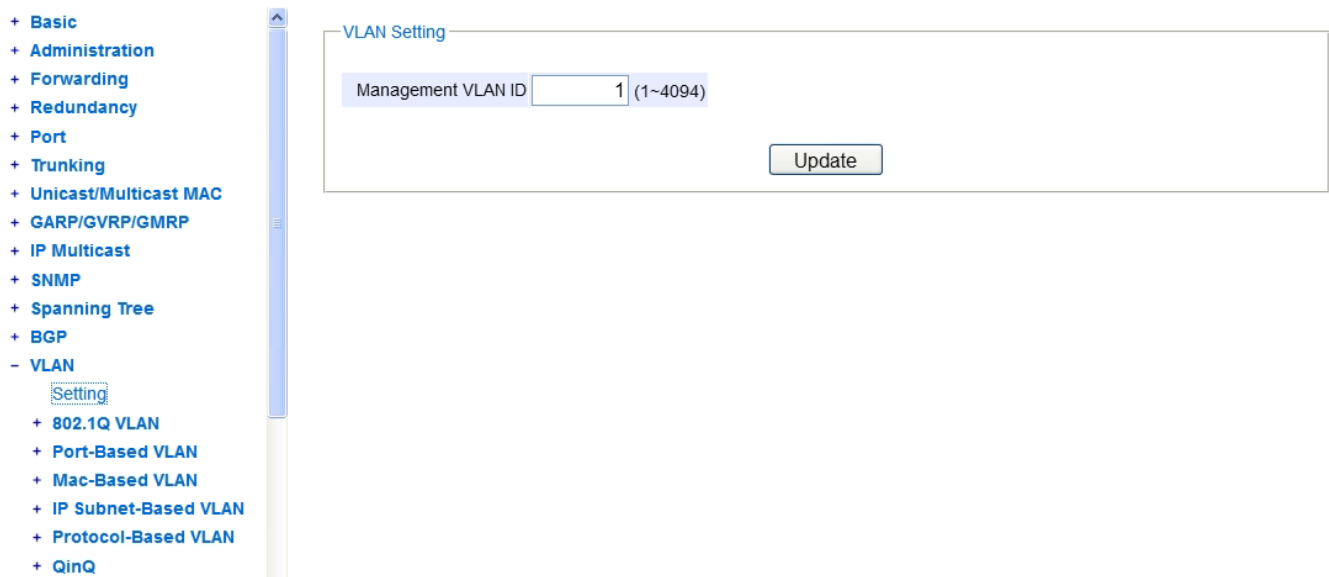 + Basic
+ Administration
+ Forwarding
+ Redundancy
+ Port
+ Trunking
+ Unicast/Multicast MAC
+ GARP/GVRP/GMRP
+ IP Multicast
+ SNMP
+ Spanning Tree
+ BGP
- VLAN
Setting
+ 802.1Q VLAN
+ Port-Based VLAN
+ Mac-Based VLAN
+ IP Subnet-Based VLAN
+ Protocol-Based VLAN
+ QinQ
VLAN Setting
Management VLAN ID 1 (1~4094)
Update